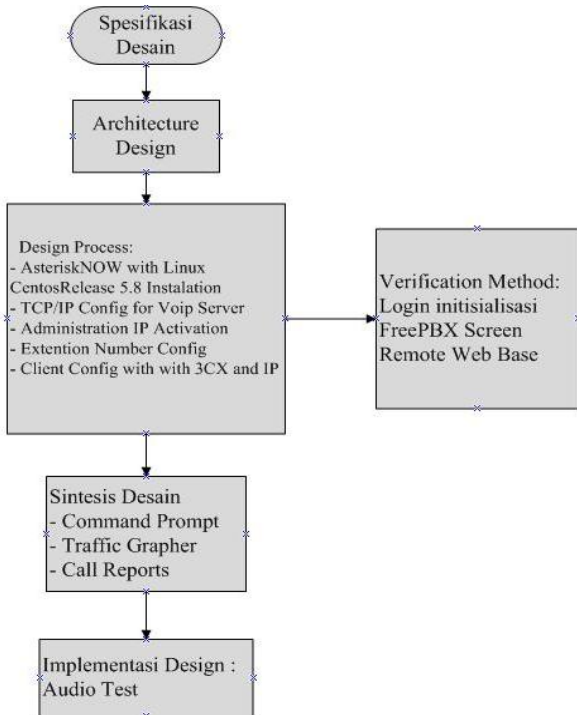 Spesifikasi
Desain
Architecture
Design
Design Process:
- AsteriskNOW with Linux
CentosRelease 5.8 Instalation
- TCP/IP Config for Voip Server
- Administration IP Activation
- Extention Number Config
- Client Config with with 3CX and IP
Verification Method:
Login initisialisasi
FreePBX Screen
Remote Web Base
Sintesis Desain
- Command Prompt
- Traffic Grapher
- Call Reports
Implementasi Design :
Audio Test